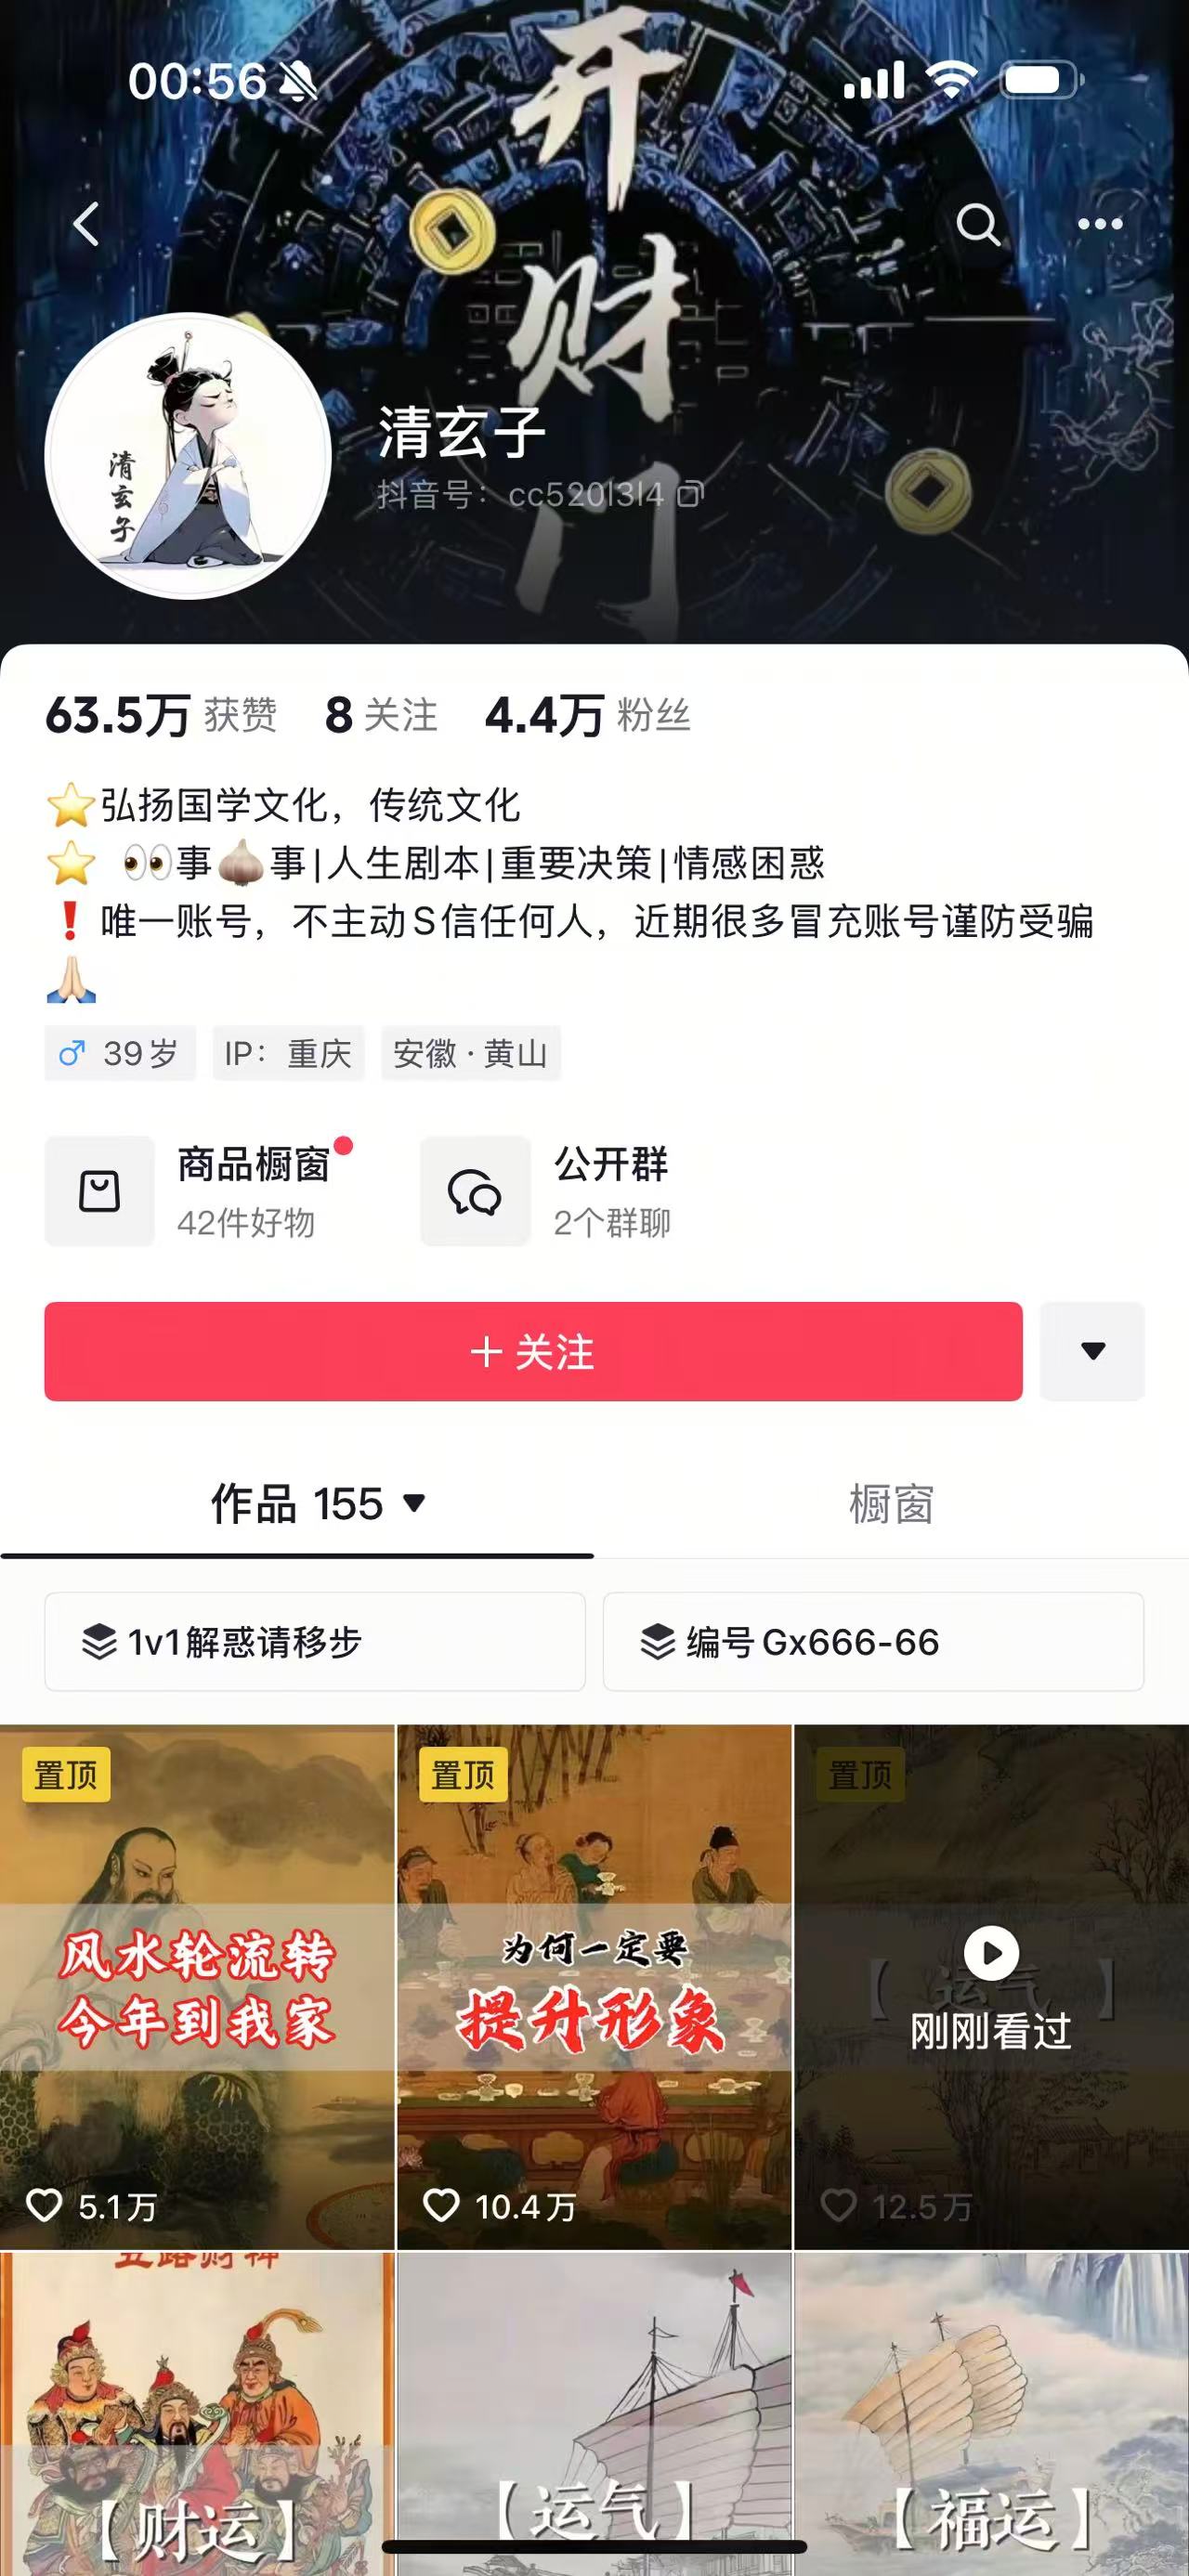 00:56
开
财
门
清
玄
子
清玄子
抖音号：cc520l3l4
63.5万 获赞 8 关注 4.4万 粉丝
⭐弘扬国学文化，传统文化
⭐ 👀事🧄事|人生剧本|重要决策|情感困惑
❗唯一账号，不主动S信任何人，近期很多冒充账号谨防受骗
🙏🏻
♂ 39岁 IP：重庆 安徽·黄山
商品橱窗 公开群
42件好物 2个群聊
+ 关注
作品 155 ▼ 橱窗
1v1解惑请移步 编号Gx666-66
置顶 置顶 置顶
风水轮流转
今年到我家
为何一定要
提升形象
【 运气 】
刚刚看过
5.1万 10.4万 12.5万
五路财神
【财运】 【运气】 【福运】